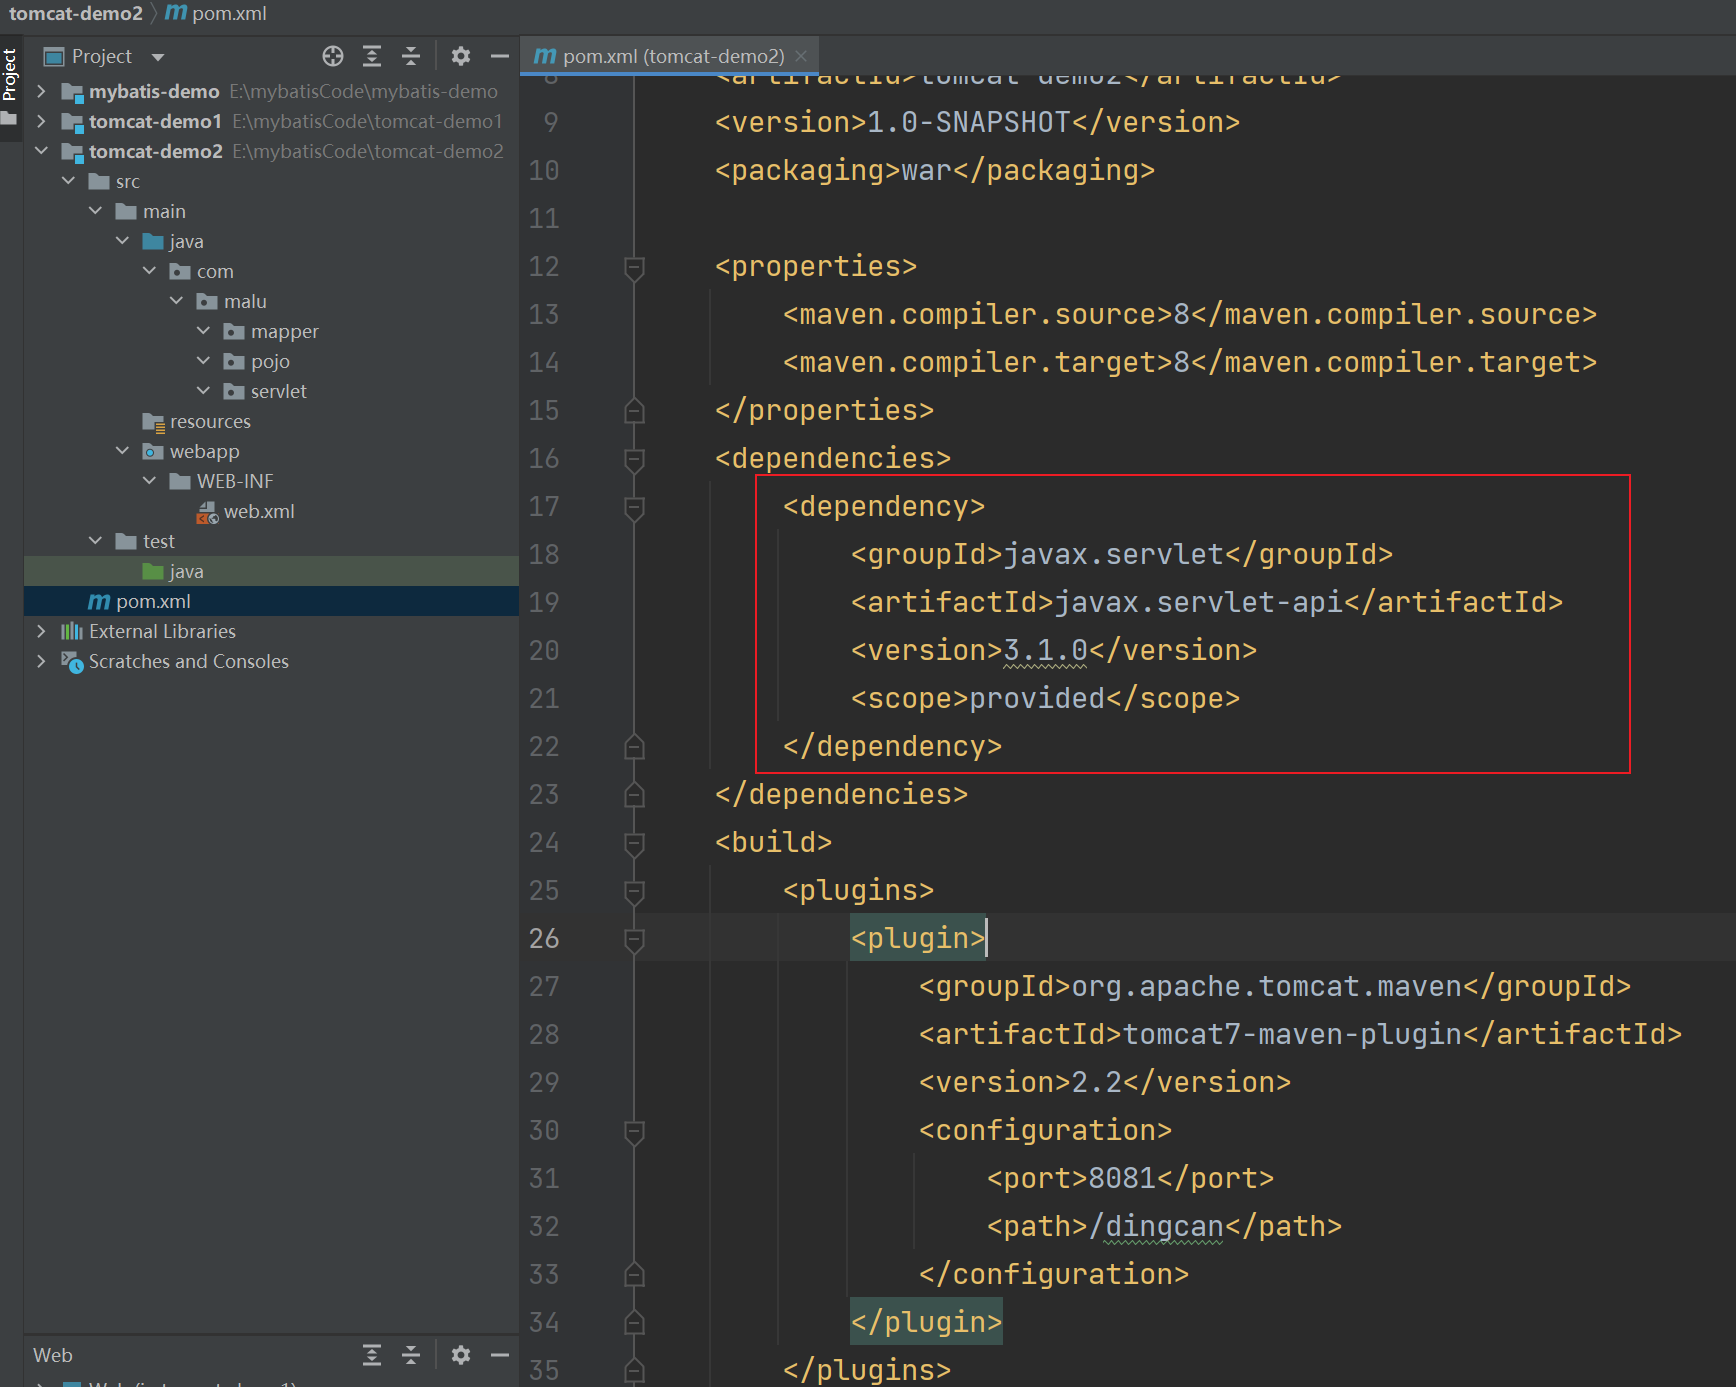 tomcat-demo2 pom.xml
Project
Project
mybatis-demo E:\mybatisCode\mybatis-demo
tomcat-demo1 E:\mybatisCode\tomcat-demo1
tomcat-demo2 E:\mybatisCode\tomcat-demo2
src
main
java
com
malu
mapper
pojo
servlet
resources
webapp
WEB-INF
web.xml
test
java
pom.xml
External Libraries
Scratches and Consoles
Web
pom.xml (tomcat-demo2)
8 <artifactId>tomcat-demo2</artifactId>
9 <version>1.0-SNAPSHOT</version>
10 <packaging>war</packaging>
11
12 <properties>
13 <maven.compiler.source>8</maven.compiler.source>
14 <maven.compiler.target>8</maven.compiler.target>
15 </properties>
16 <dependencies>
17 <dependency>
18 <groupId>javax.servlet</groupId>
19 <artifactId>javax.servlet-api</artifactId>
20 <version>3.1.0</version>
21 <scope>provided</scope>
22 </dependency>
23 </dependencies>
24 <build>
25 <plugins>
26 <plugin>
27 <groupId>org.apache.tomcat.maven</groupId>
28 <artifactId>tomcat7-maven-plugin</artifactId>
29 <version>2.2</version>
30 <configuration>
31 <port>8081</port>
32 <path>/dingcan</path>
33 </configuration>
34 </plugin>
35 </plugins>